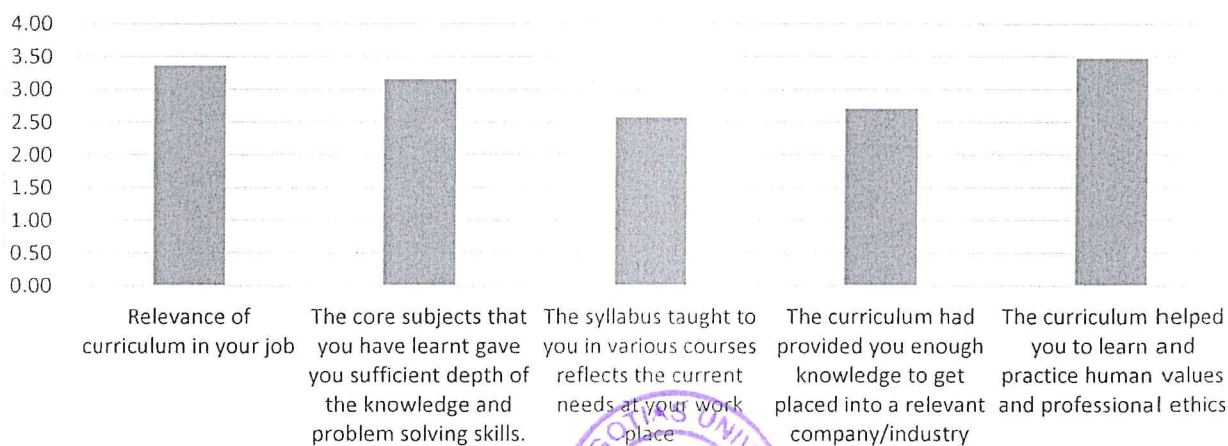 4.00
3.50
3.00
2.50
2.00
1.50
1.00
0.50
0.00
Relevance of
curriculum in your job
The core subjects that
you have learnt gave
you sufficient depth of
the knowledge and
problem solving skills.
The syllabus taught to
you in various courses
reflects the current
needs at your work
place
The curriculum had
provided you enough
knowledge to get
placed into a relevant
company/industry
The curriculum helped
you to learn and
practice human values
and professional ethics